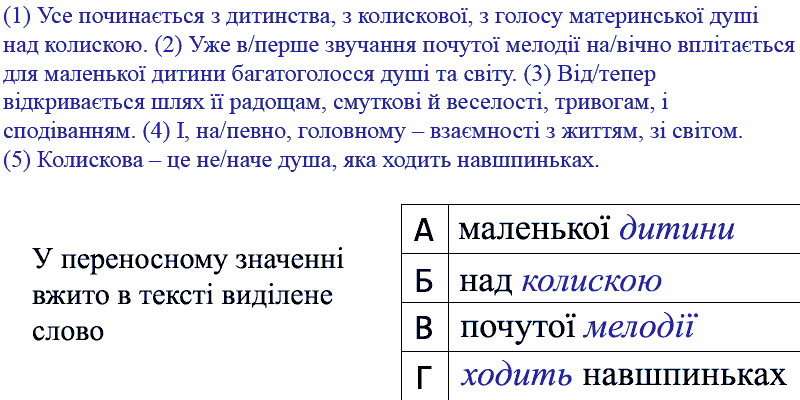 (1) Усе починається з дитинства, з колискової, з голосу материнської душі
над колискою. (2) Уже в/перше звучання почутої мелодії на/вічно вплітається
для маленької дитини багатоголосся душі та світу. (3) Від/тепер
відкривається шлях її радощам, смуткові й веселості, тривогам, і
сподіванням. (4) І, на/певно, головному – взаємності з життям, зі світом.
(5) Колискова – це не/наче душа, яка ходить навшпиньках.
У переносному значенні
вжито в тексті виділене
слово
А маленької дитини
Б над колискою
В почутої мелодії
Г ходить навшпиньках